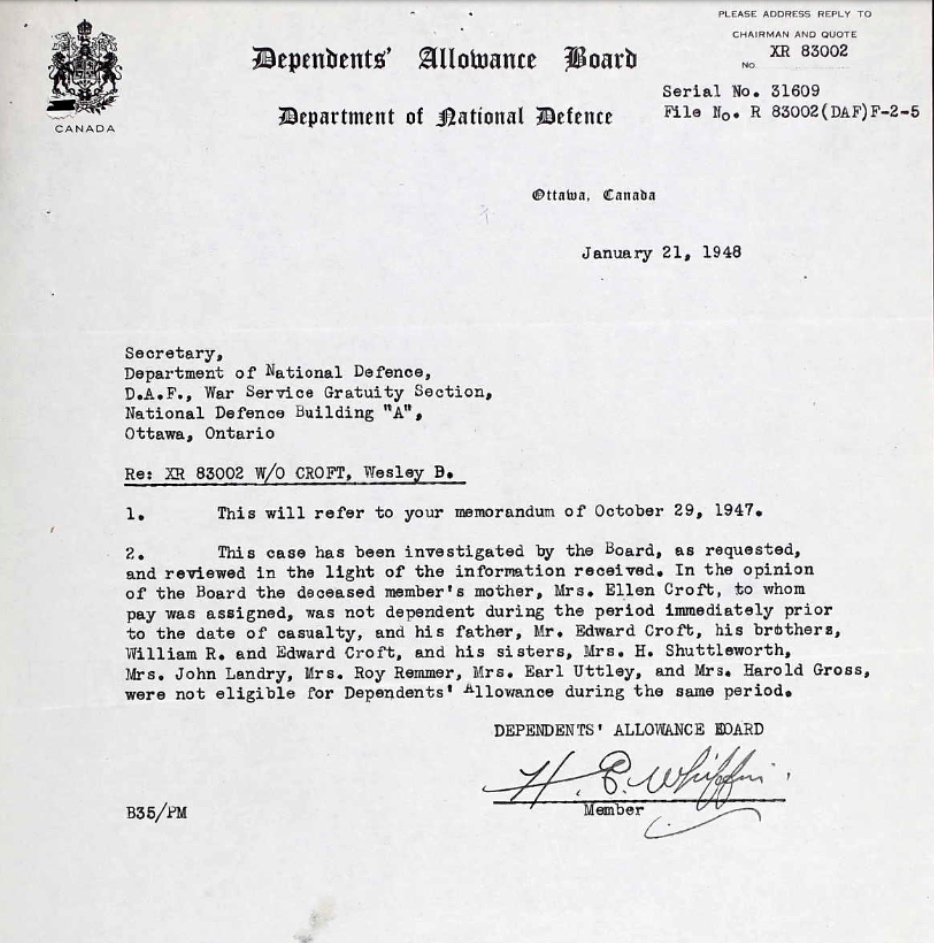 PLEASE ADDRESS REPLY TO
CHAIRMAN AND QUOTE
No. XR 83002
Dependents' Allowance Board
Department of National Defence
CANADA
Serial No. 31609
File No. R 83002(DAF)F-2-5
Ottawa, Canada
January 21, 1948
Secretary,
Department of National Defence,
D.A.F., War Service Gratuity Section,
National Defence Building "A",
Ottawa, Ontario
Re: XR 83002 W/O CROFT, Wesley B.
1. This will refer to your memorandum of October 29, 1947.
2. This case has been investigated by the Board, as requested,
and reviewed in the light of the information received. In the opinion
of the Board the deceased member's mother, Mrs. Ellen Croft, to whom
pay was assigned, was not dependent during the period immediately prior
to the date of casualty, and his father, Mr. Edward Croft, his brothers,
William R. and Edward Croft, and his sisters, Mrs. H. Shuttleworth,
Mrs. John Landry, Mrs. Roy Remmer, Mrs. Earl Uttley, and Mrs. Harold Gross,
were not eligible for Dependents' Allowance during the same period.
DEPENDENTS' ALLOWANCE BOARD
H. E. Whiffin
Member
B35/PM